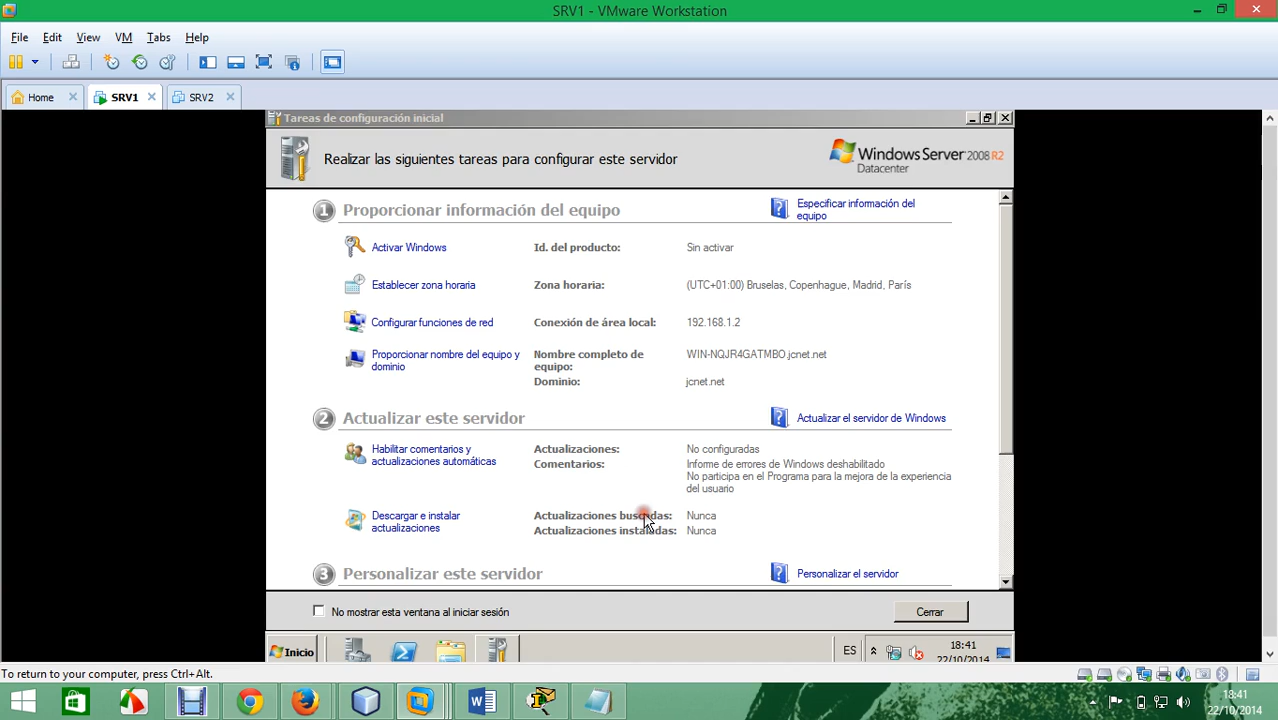 SRV1 - VMware Workstation
File Edit View VM Tabs Help
Home SRV1 SRV2
Tareas de configuración inicial
Realizar las siguientes tareas para configurar este servidor
Windows Server 2008 R2
Datacenter
1 Proporcionar información del equipo
Especificar información del
equipo
Activar Windows Id. del producto: Sin activar
Establecer zona horaria Zona horaria: (UTC+01:00) Bruselas, Copenhague, Madrid, París
Configurar funciones de red Conexión de área local: 192.168.1.2
Proporcionar nombre del equipo y
dominio
Nombre completo de
equipo:
WIN-NQJR4GATMBO.jcnet.net
Dominio: jcnet.net
2 Actualizar este servidor
Actualizar el servidor de Windows
Habilitar comentarios y
actualizaciones automáticas
Actualizaciones: No configuradas
Comentarios: Informe de errores de Windows deshabilitado
No participa en el Programa para la mejora de la experiencia
del usuario
Descargar e instalar
actualizaciones
Actualizaciones buscadas: Nunca
Actualizaciones instaladas: Nunca
3 Personalizar este servidor
Personalizar el servidor
No mostrar esta ventana al iniciar sesión
Cerrar
Inicio
ES
18:41
22/10/2014
To return to your computer, press Ctrl+Alt.
18:41
22/10/2014